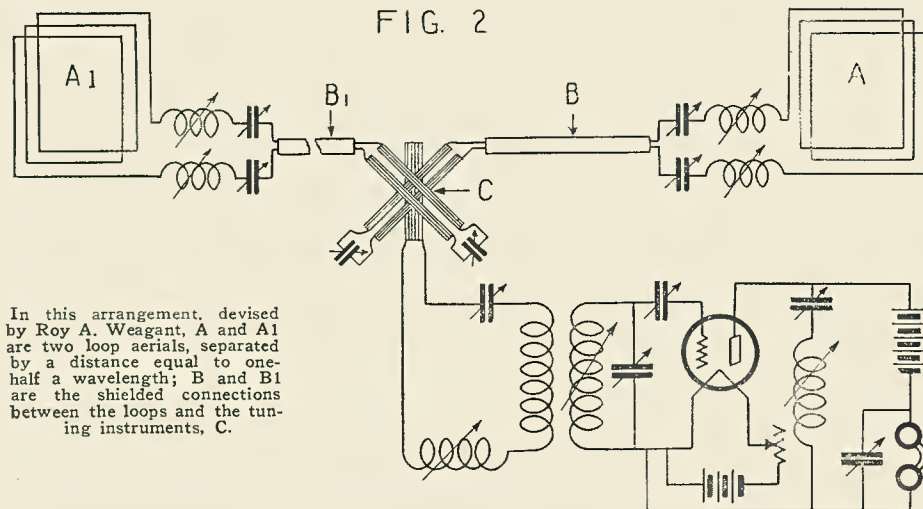 FIG. 2
A1
A
B1
B
C
In this arrangement, devised
by Roy A. Weagant, A and A1
are two loop aerials, separated
by a distance equal to one-
half a wavelength; B and B1
are the shielded connections
between the loops and the tun-
ing instruments, C.